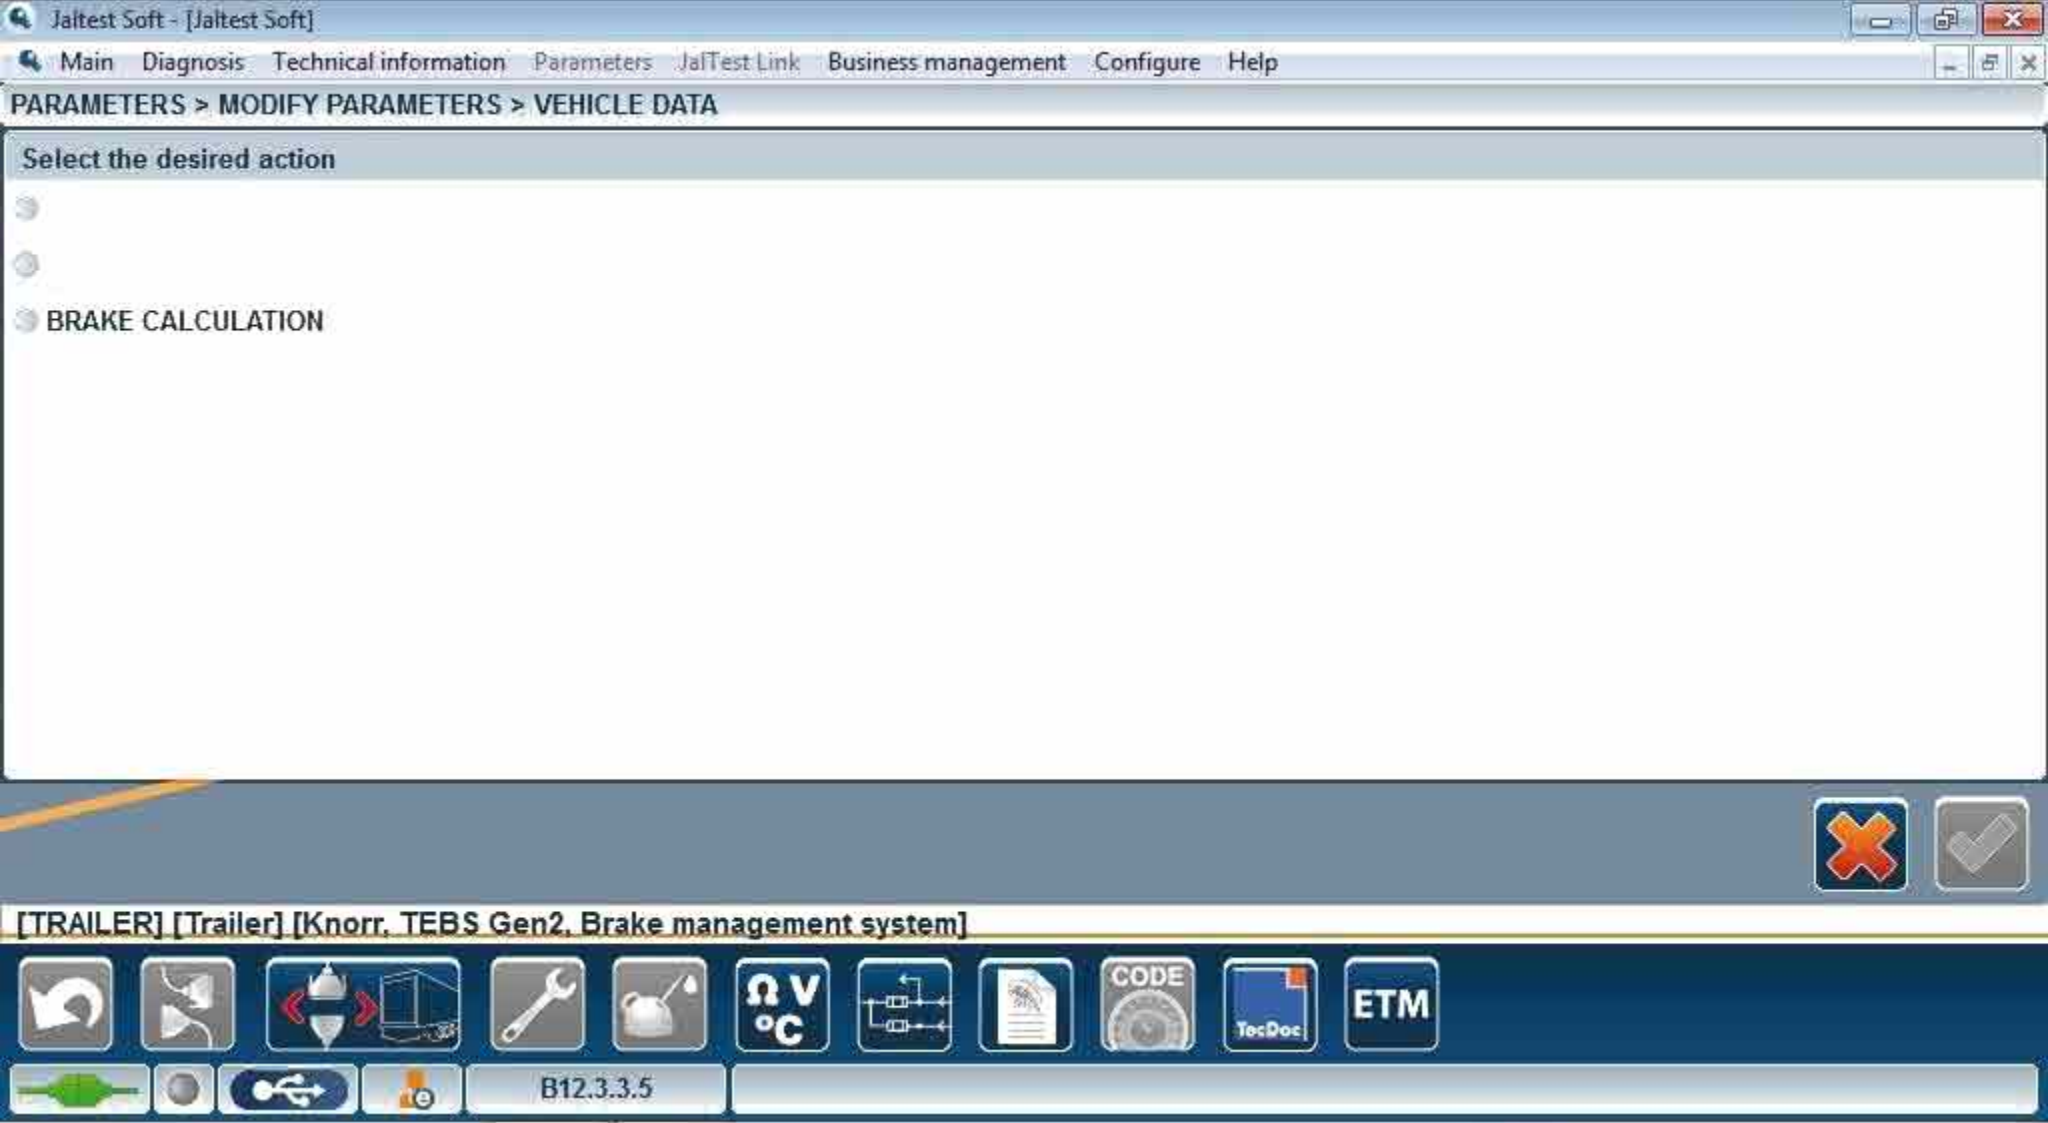 Jaltest Soft - [Jaltest Soft]
Main Diagnosis Technical information Parameters JalTest Link Business management Configure Help
PARAMETERS > MODIFY PARAMETERS > VEHICLE DATA
Select the desired action
BRAKE CALCULATION
[TRAILER] [Trailer] [Knorr, TEBS Gen2, Brake management system]
Ω V
°C
CODE
TecDoc
ETM
B12.3.3.5